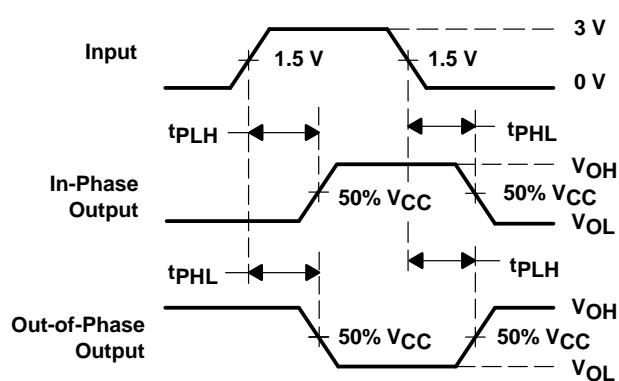 3 V
Input
1.5 V
1.5 V
0 V
tPLH
tPHL
VOH
In-Phase
Output
50% VCC
50% VCC
VOL
tPHL
tPLH
VOH
Out-of-Phase
Output
50% VCC
50% VCC
VOL